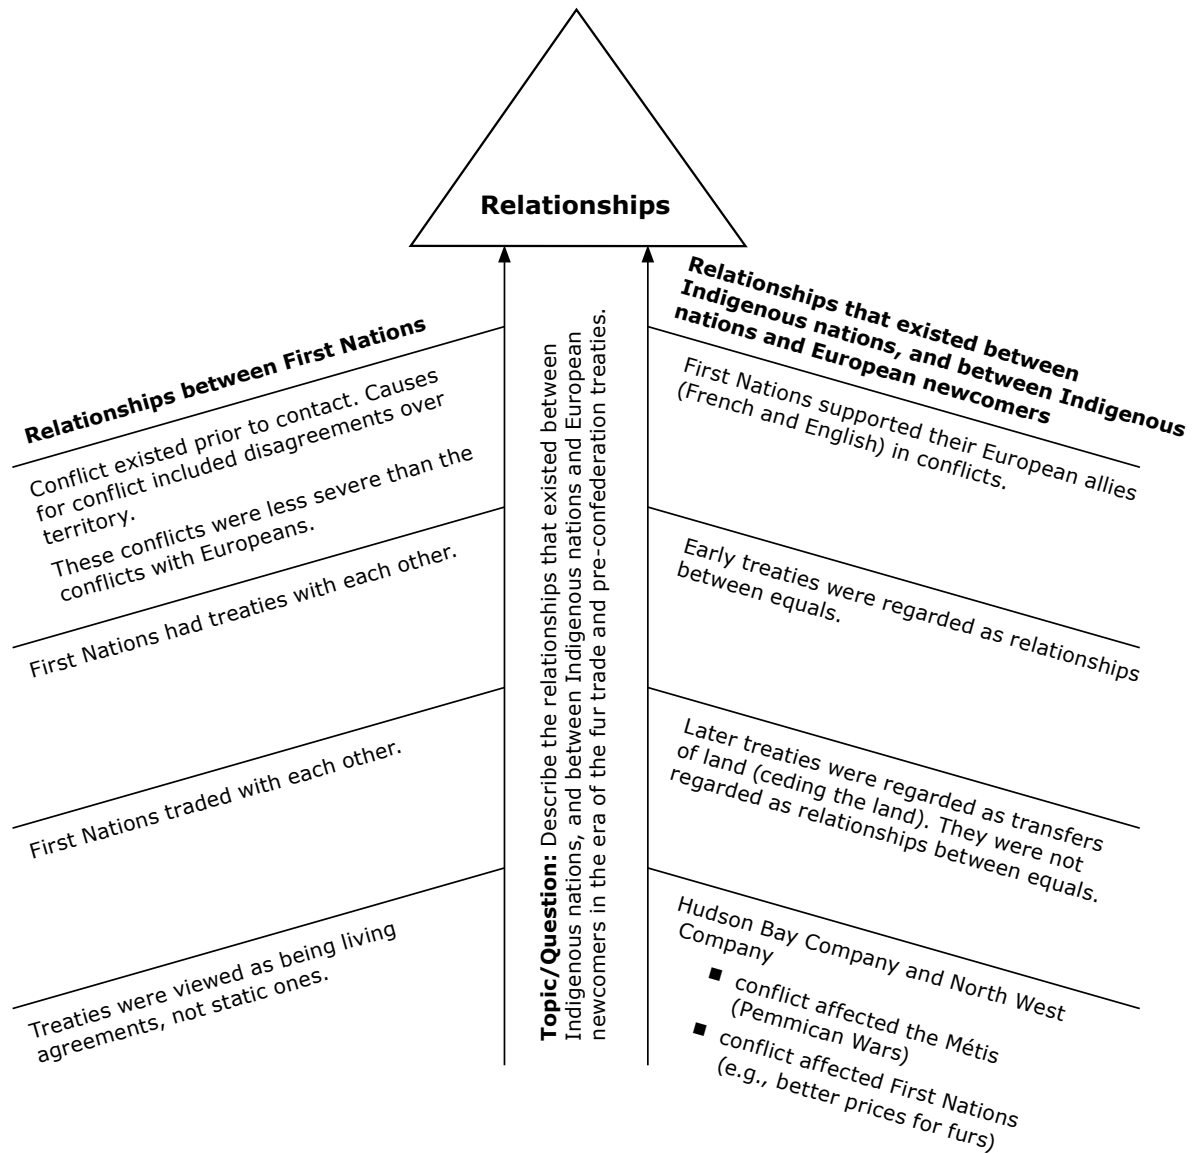 Relationships
Relationships between First Nations
Conflict existed prior to contact. Causes
for conflict included disagreements over
territory.
These conflicts were less severe than the
conflicts with Europeans.
First Nations had treaties with each other.
First Nations traded with each other.
Treaties were viewed as being living
agreements, not static ones.
Topic/Question: Describe the relationships that existed between
Indigenous nations, and between Indigenous nations and European
newcomers in the era of the fur trade and pre-confederation treaties.
Relationships that existed between
Indigenous nations, and between Indigenous
nations and European newcomers
First Nations supported their European allies
(French and English) in conflicts.
Early treaties were regarded as relationships
between equals.
Later treaties were regarded as transfers
of land (ceding the land). They were not
regarded as relationships between equals.
Hudson Bay Company and North West
Company
■ conflict affected the Métis
(Pemmican Wars)
■ conflict affected First Nations
(e.g., better prices for furs)